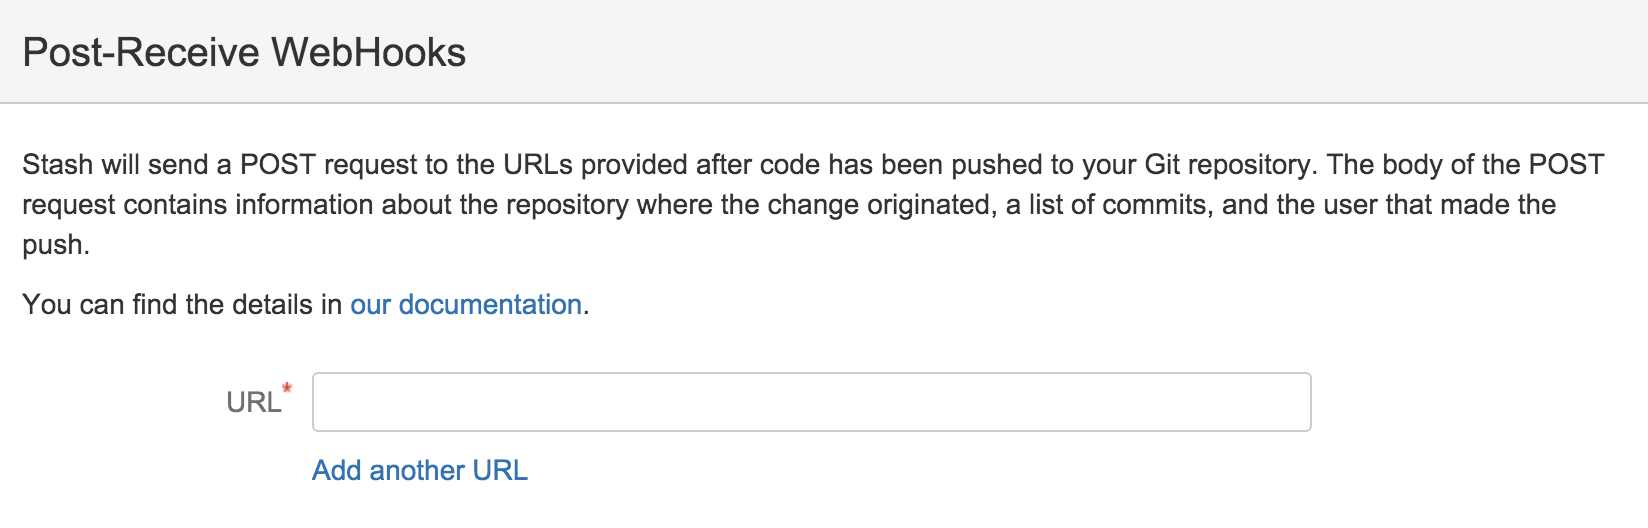 Post-Receive WebHooks
Stash will send a POST request to the URLs provided after code has been pushed to your Git repository. The body of the POST
request contains information about the repository where the change originated, a list of commits, and the user that made the
push.
You can find the details in our documentation.
URL*
Add another URL